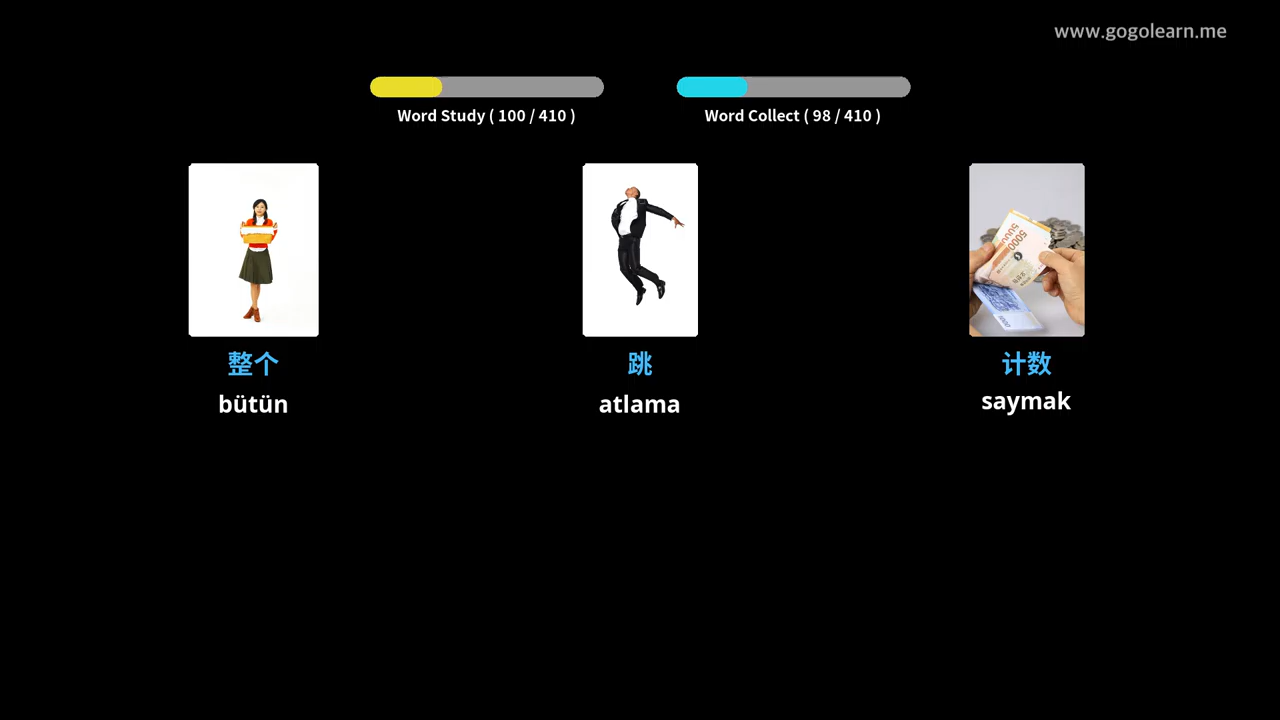 www.gogolearn.me
Word Study ( 100 / 410 )
Word Collect ( 98 / 410 )
整个
跳
计数
bütün
atlama
saymak